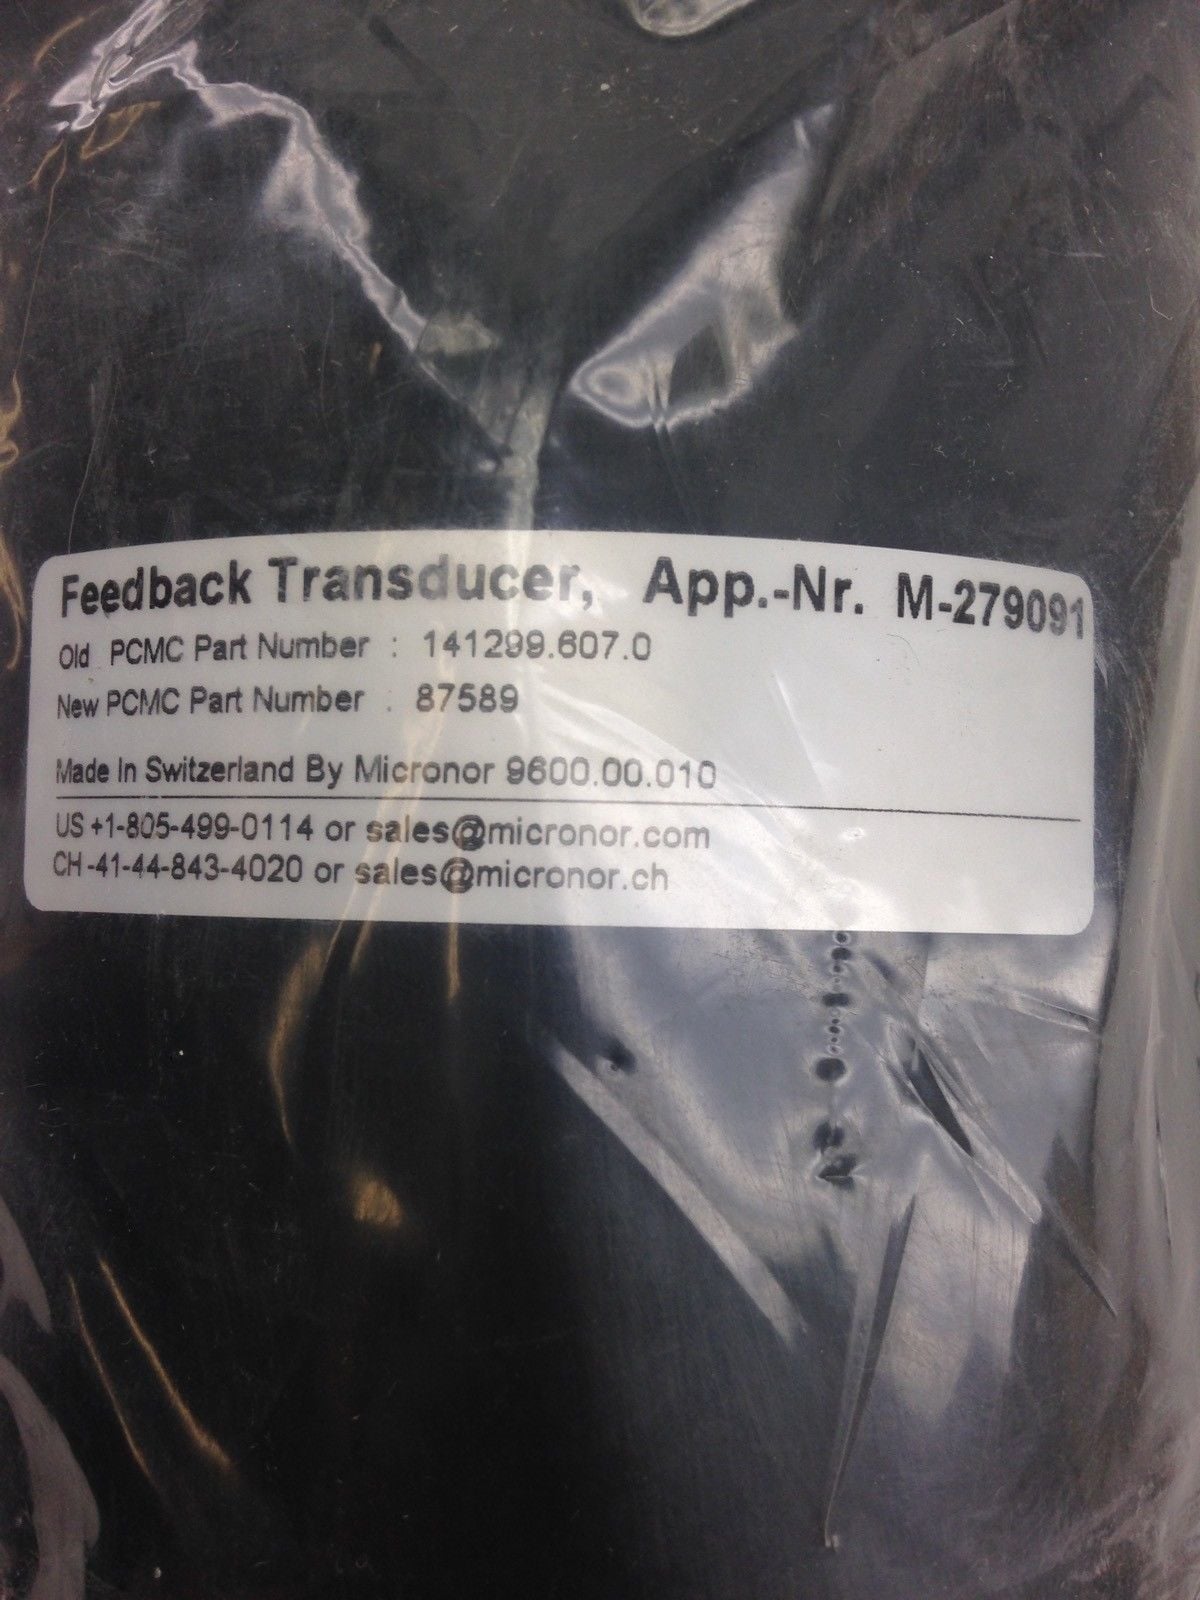 Feedback Transducer, App.-Nr. M-279091
Old PCMC Part Number : 141299.607.0
New PCMC Part Number : 87589
Made In Switzerland By Micronor 9600.00.010
US +1-805-499-0114 or sales@micronor.com
CH -41-44-843-4020 or sales@micronor.ch